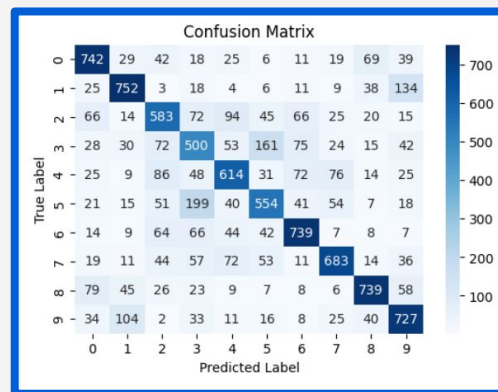 Confusion Matrix
0 742 29 42 18 25 6 11 19 69 39
1 25 752 3 18 4 6 11 9 38 134
2 66 14 583 72 94 45 66 25 20 15
3 28 30 72 500 53 161 75 24 15 42
4 25 9 86 48 614 31 72 76 14 25
5 21 15 51 199 40 554 41 54 7 18
6 14 9 64 66 44 42 739 7 8 7
7 19 11 44 57 72 53 11 683 14 36
8 79 45 26 23 9 7 8 6 739 58
9 34 104 2 33 11 16 8 25 40 727
0 1 2 3 4 5 6 7 8 9
Predicted Label
True Label
700
600
500
400
300
200
100